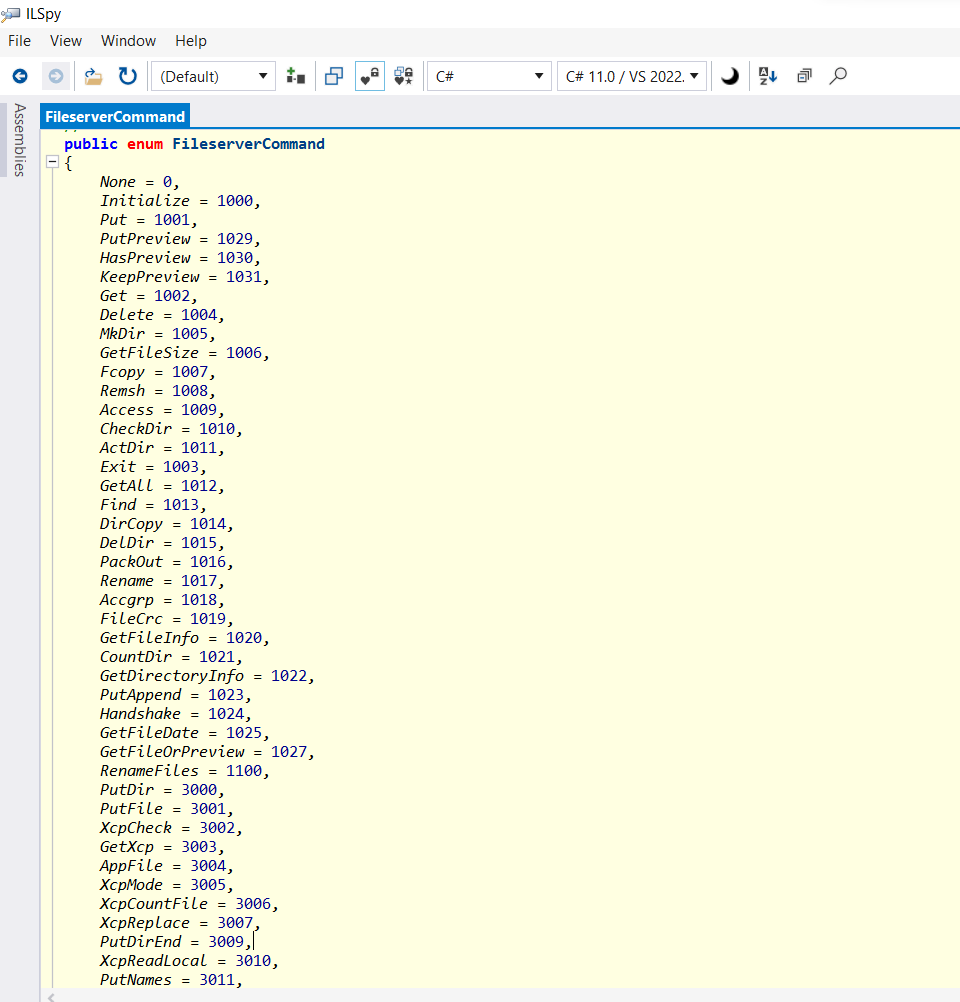 ILSpy
File View Window Help
(Default) C# C# 11.0 / VS 2022.
Assemblies
FileserverCommand
public enum FileserverCommand
{
None = 0,
Initialize = 1000,
Put = 1001,
PutPreview = 1029,
HasPreview = 1030,
KeepPreview = 1031,
Get = 1002,
Delete = 1004,
MkDir = 1005,
GetFileSize = 1006,
Fcopy = 1007,
Remsh = 1008,
Access = 1009,
CheckDir = 1010,
ActDir = 1011,
Exit = 1003,
GetAll = 1012,
Find = 1013,
DirCopy = 1014,
DelDir = 1015,
PackOut = 1016,
Rename = 1017,
Accgrp = 1018,
FileCrc = 1019,
GetFileInfo = 1020,
CountDir = 1021,
GetDirectoryInfo = 1022,
PutAppend = 1023,
Handshake = 1024,
GetFileDate = 1025,
GetFileOrPreview = 1027,
RenameFiles = 1100,
PutDir = 3000,
PutFile = 3001,
XcpCheck = 3002,
GetXcp = 3003,
AppFile = 3004,
XcpMode = 3005,
XcpCountFile = 3006,
XcpReplace = 3007,
PutDirEnd = 3009,
XcpReadLocal = 3010,
PutNames = 3011,